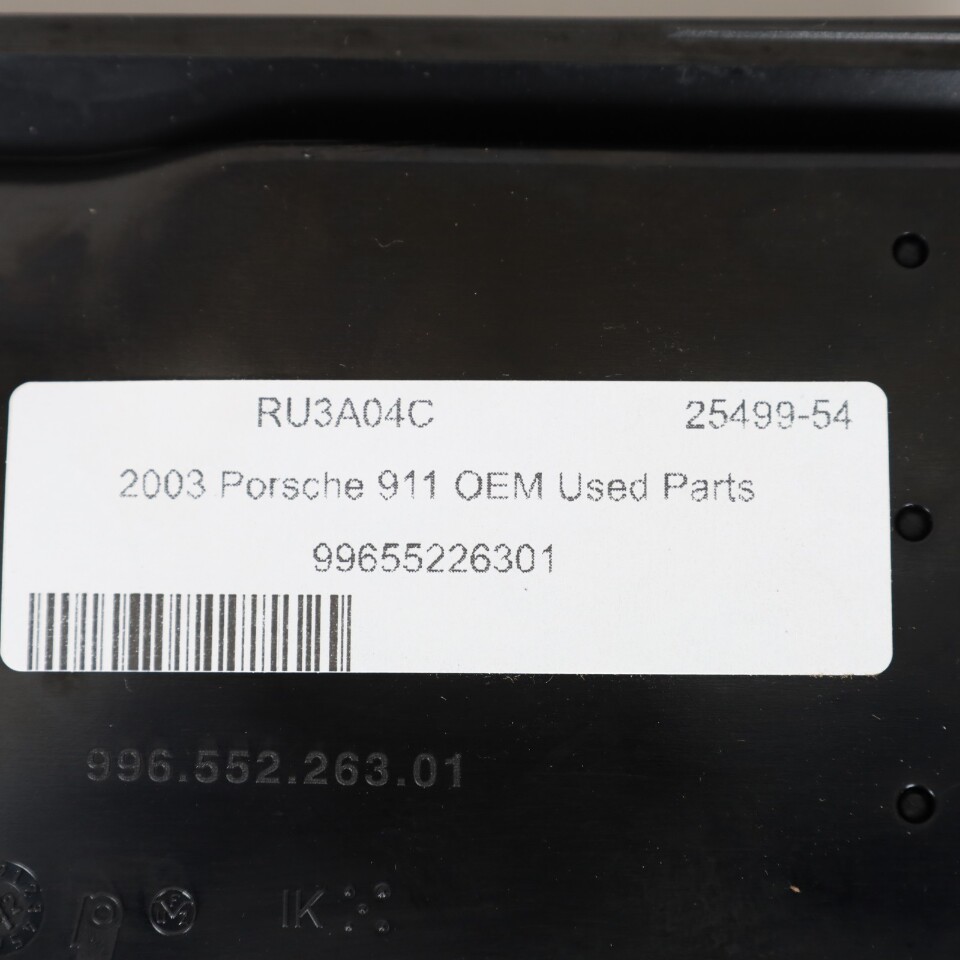 RU3A04C 25499-54
2003 Porsche 911 OEM Used Parts
99655226301
996.552.263.01
IK